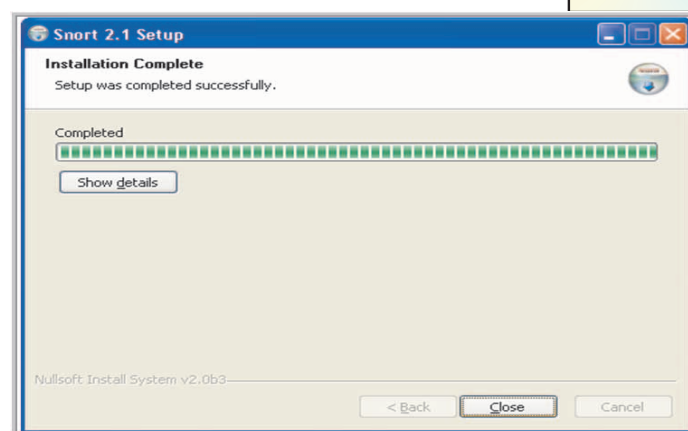 Snort 2.1 Setup
Installation Complete
Setup was completed successfully.
Completed
Show details
Nullsoft Install System v2.0b3
< Back Close Cancel